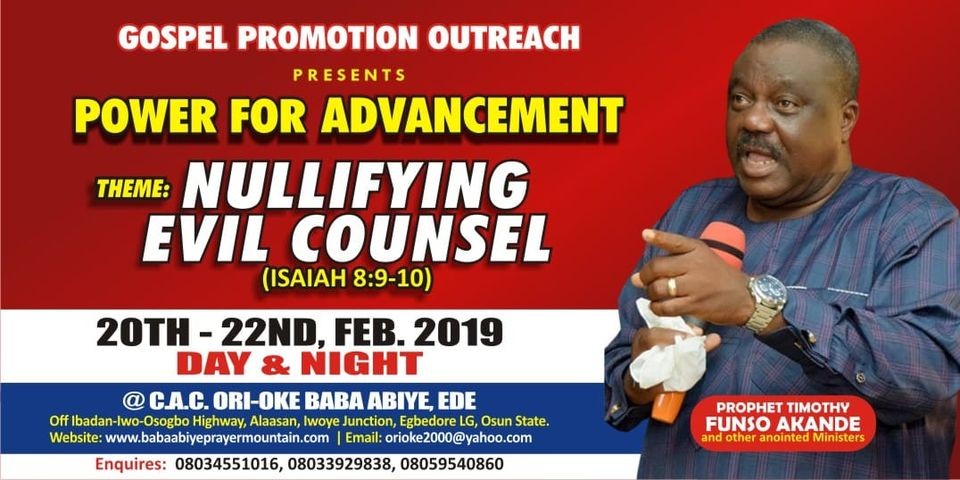 GOSPEL PROMOTION OUTREACH
PRESENTS
POWER FOR ADVANCEMENT
THEME: NULLIFYING
EVIL COUNSEL
(ISAIAH 8:9-10)
20TH - 22ND, FEB. 2019
DAY & NIGHT
@ C.A.C. ORI-OKE BABA ABIYE, EDE
Off Ibadan-Iwo-Osogbo Highway, Alaasan, Iwoye Junction, Egbedore LG, Osun State.
Website: www.babaabiyeprayermountain.com | Email: orioke2000@yahoo.com
Enquires: 08034551016, 08033929838, 08059540860
PROPHET TIMOTHY
FUNSO AKANDE
and other anointed Ministers